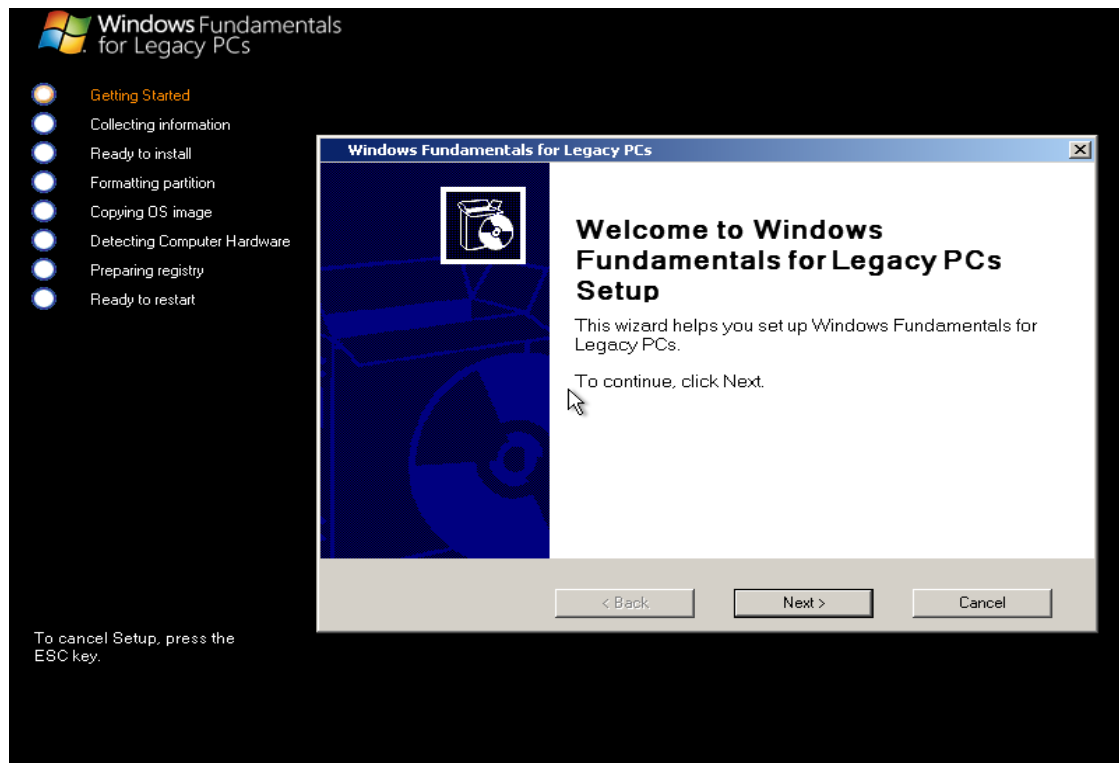 Windows Fundamentals
for Legacy PCs
Getting Started
Collecting information
Ready to install
Formatting partition
Copying OS image
Detecting Computer Hardware
Preparing registry
Ready to restart
To cancel Setup, press the
ESC key.
Windows Fundamentals for Legacy PCs
Welcome to Windows
Fundamentals for Legacy PCs
Setup
This wizard helps you set up Windows Fundamentals for
Legacy PCs.
To continue, click Next.
< Back
Next >
Cancel